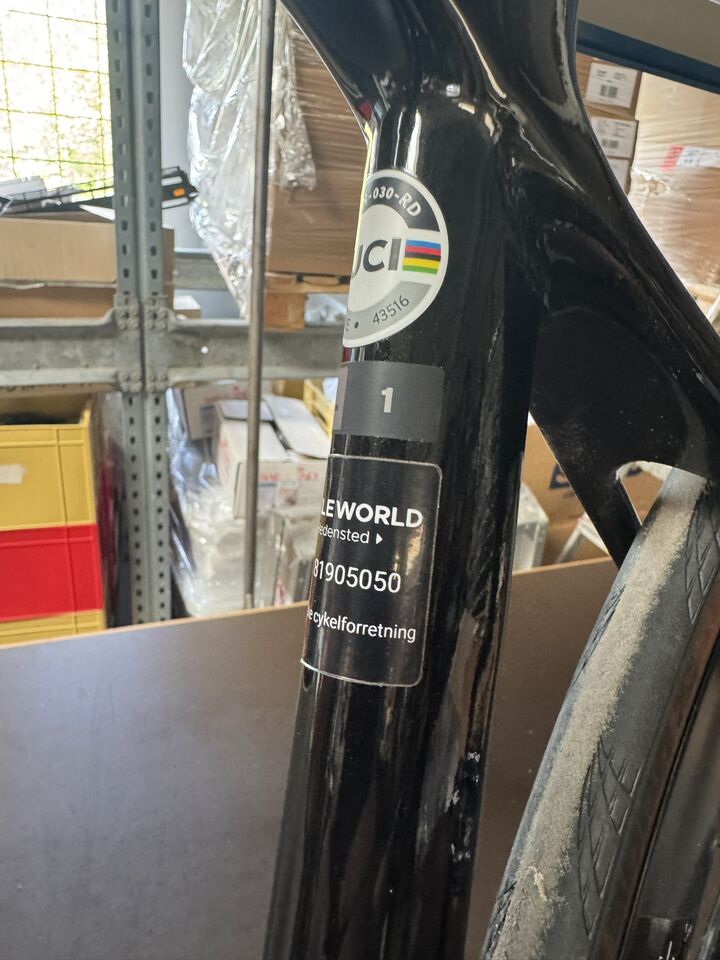 -030-RD
UCI
43516
1
LEWORLD
edensted
81905050
cykelforretning